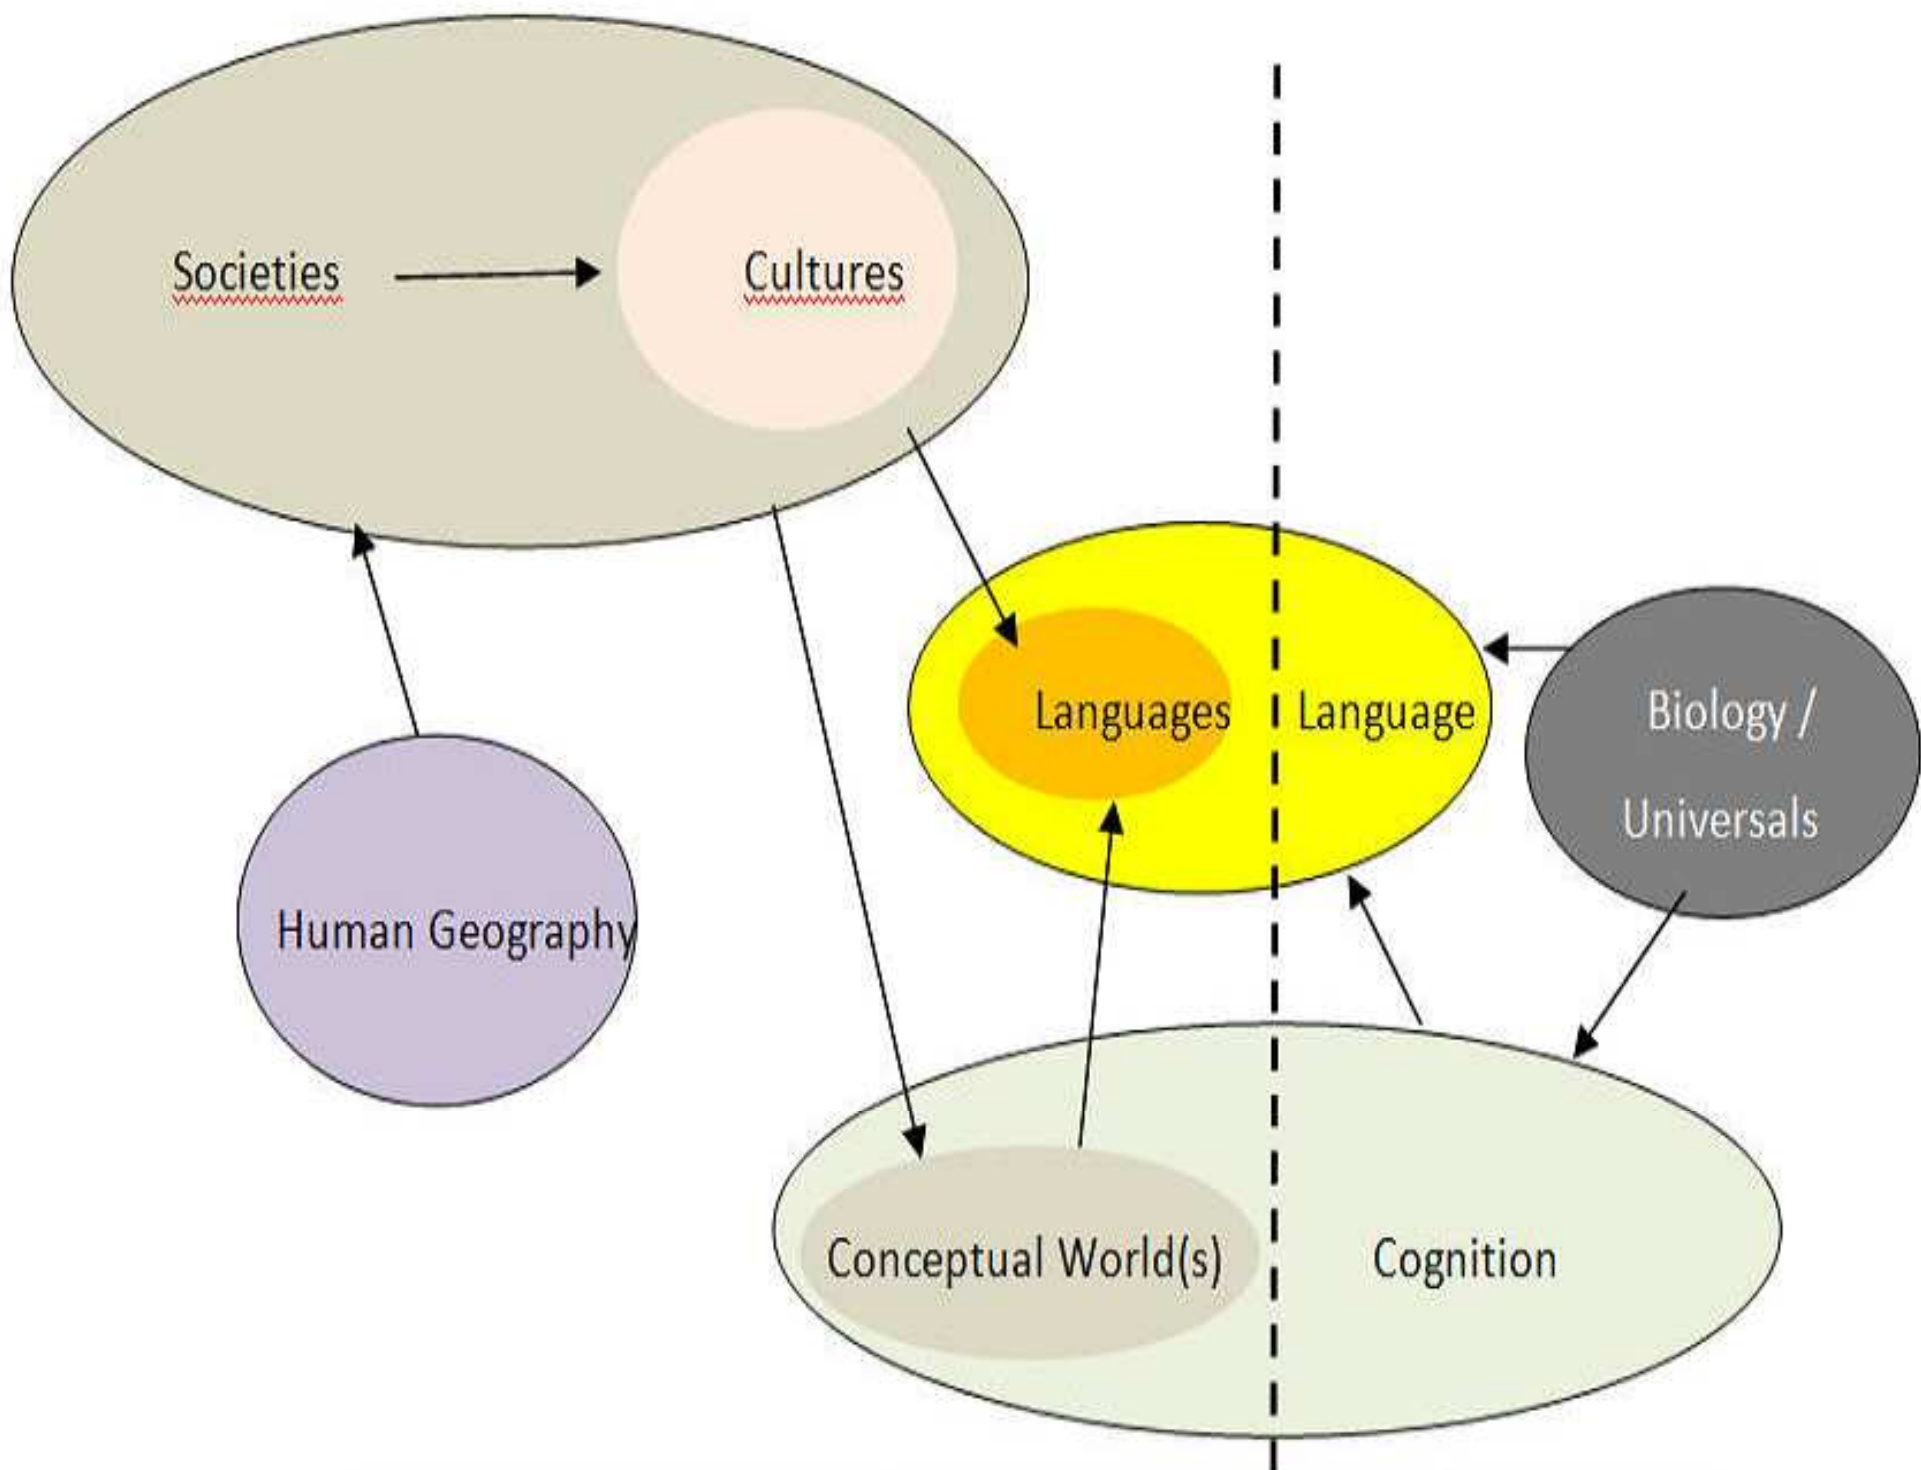 Societies
Cultures
Languages
Language
Biology /
Universals
Human Geography
Conceptual World(s)
Cognition